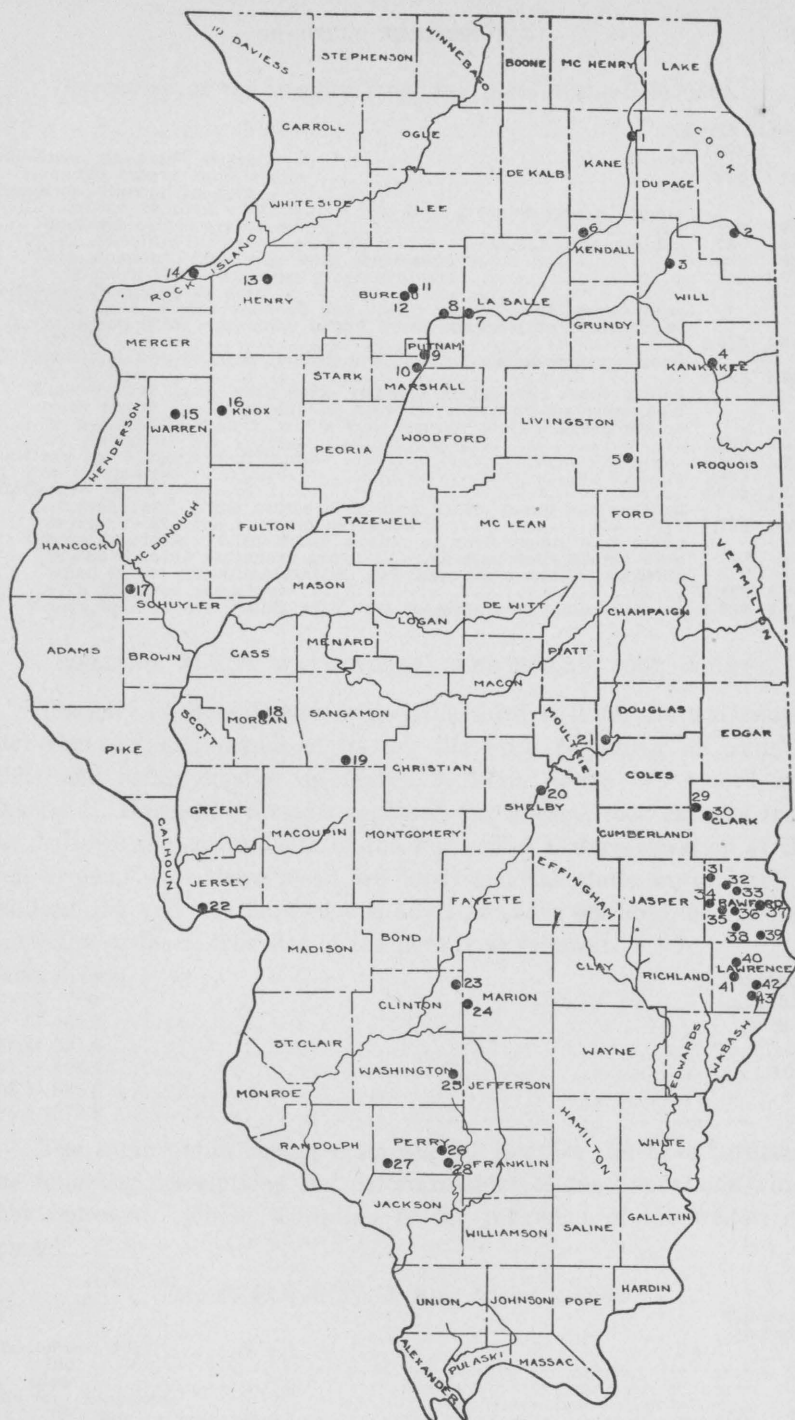 JO DAVIESS
STEPHENSON
WINNEBAGO
BOONE
MC HENRY
LAKE
CARROLL
OGLE
DE KALB
KANE
1
COOK
DU PAGE
WHITESIDE
LEE
6
KENDALL
2
3
14
ROCK ISLAND
13
HENRY
BUREAU
11
12
8
LA SALLE
7
WILL
GRUNDY
MERCER
PUTNAM
9
10
STARK
MARSHALL
4
KANKAKEE
HENDERSON
15
WARREN
16
KNOX
PEORIA
WOODFORD
LIVINGSTON
5
IROQUOIS
FORD
HANCOCK
MC DONOUGH
FULTON
TAZEWELL
MC LEAN
VERMILION
MASON
17
SCHUYLER
ADAMS
BROWN
CASS
MENARD
LOGAN
DE WITT
PIATT
CHAMPAIGN
MACON
SCOTT
18
MORGAN
SANGAMON
19
PIKE
CHRISTIAN
MOULTRIE
21
DOUGLAS
EDGAR
COLES
GREENE
MACOUPIN
MONTGOMERY
20
SHELBY
CUMBERLAND
29
30
CLARK
CALHOUN
JERSEY
22
FAYETTE
EFFINGHAM
JASPER
31
32
33
34
CRAWFORD
35
36
37
38
39
MADISON
BOND
CLAY
RICHLAND
40
LAWRENCE
41
42
43
23
CLINTON
24
MARION
ST. CLAIR
WAYNE
EDWARDS
WABASH
MONROE
WASHINGTON
25
JEFFERSON
RANDOLPH
PERRY
26
27
28
FRANKLIN
HAMILTON
WHITE
JACKSON
WILLIAMSON
SALINE
GALLATIN
UNION
JOHNSON
POPE
HARDIN
ALEXANDER
PULASKI
MASSAC